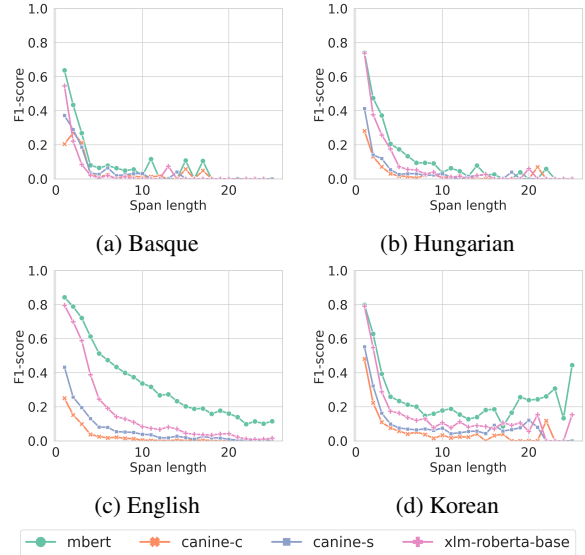 1.0
0.8
0.6
0.4
0.2
0.0
F1-score
0 10 20
Span length
(a) Basque
1.0
0.8
0.6
0.4
0.2
0.0
F1-score
0 10 20
Span length
(b) Hungarian
1.0
0.8
0.6
0.4
0.2
0.0
F1-score
0 10 20
Span length
(c) English
1.0
0.8
0.6
0.4
0.2
0.0
F1-score
0 10 20
Span length
(d) Korean
mbert canine-c canine-s xlm-roberta-base